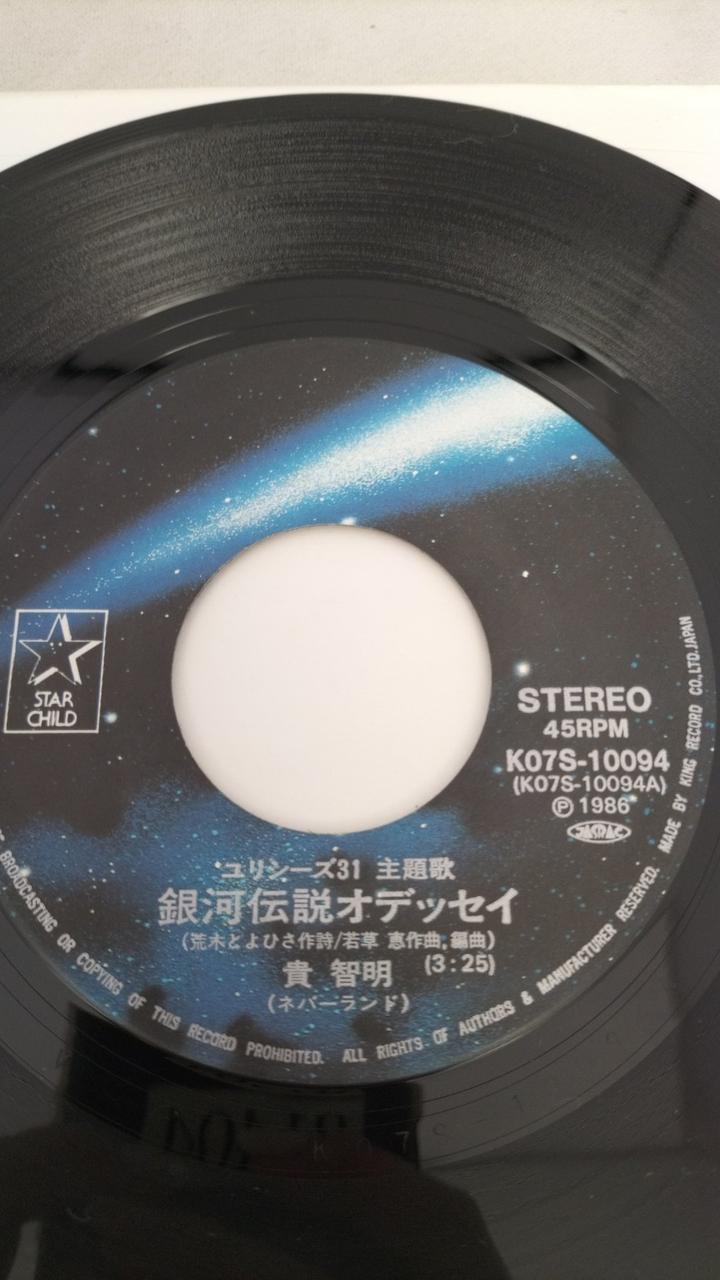 STAR
CHILD
STEREO
45RPM
K07S-10094
(K07S-10094A)
Ⓟ1986
JASRAC
ユリシーズ31 主題歌
銀河伝説オデッセイ
(荒木とよひさ作詩/若草 恵作曲,編曲)
貴 智明 (3:25)
(ネバーランド)
BROADCASTING OR COPYING OF THIS RECORD PROHIBITED. ALL RIGHTS OF AUTHORS & MANUFACTURER RESERVED. MADE BY KING RECORD CO.,LTD.JAPAN